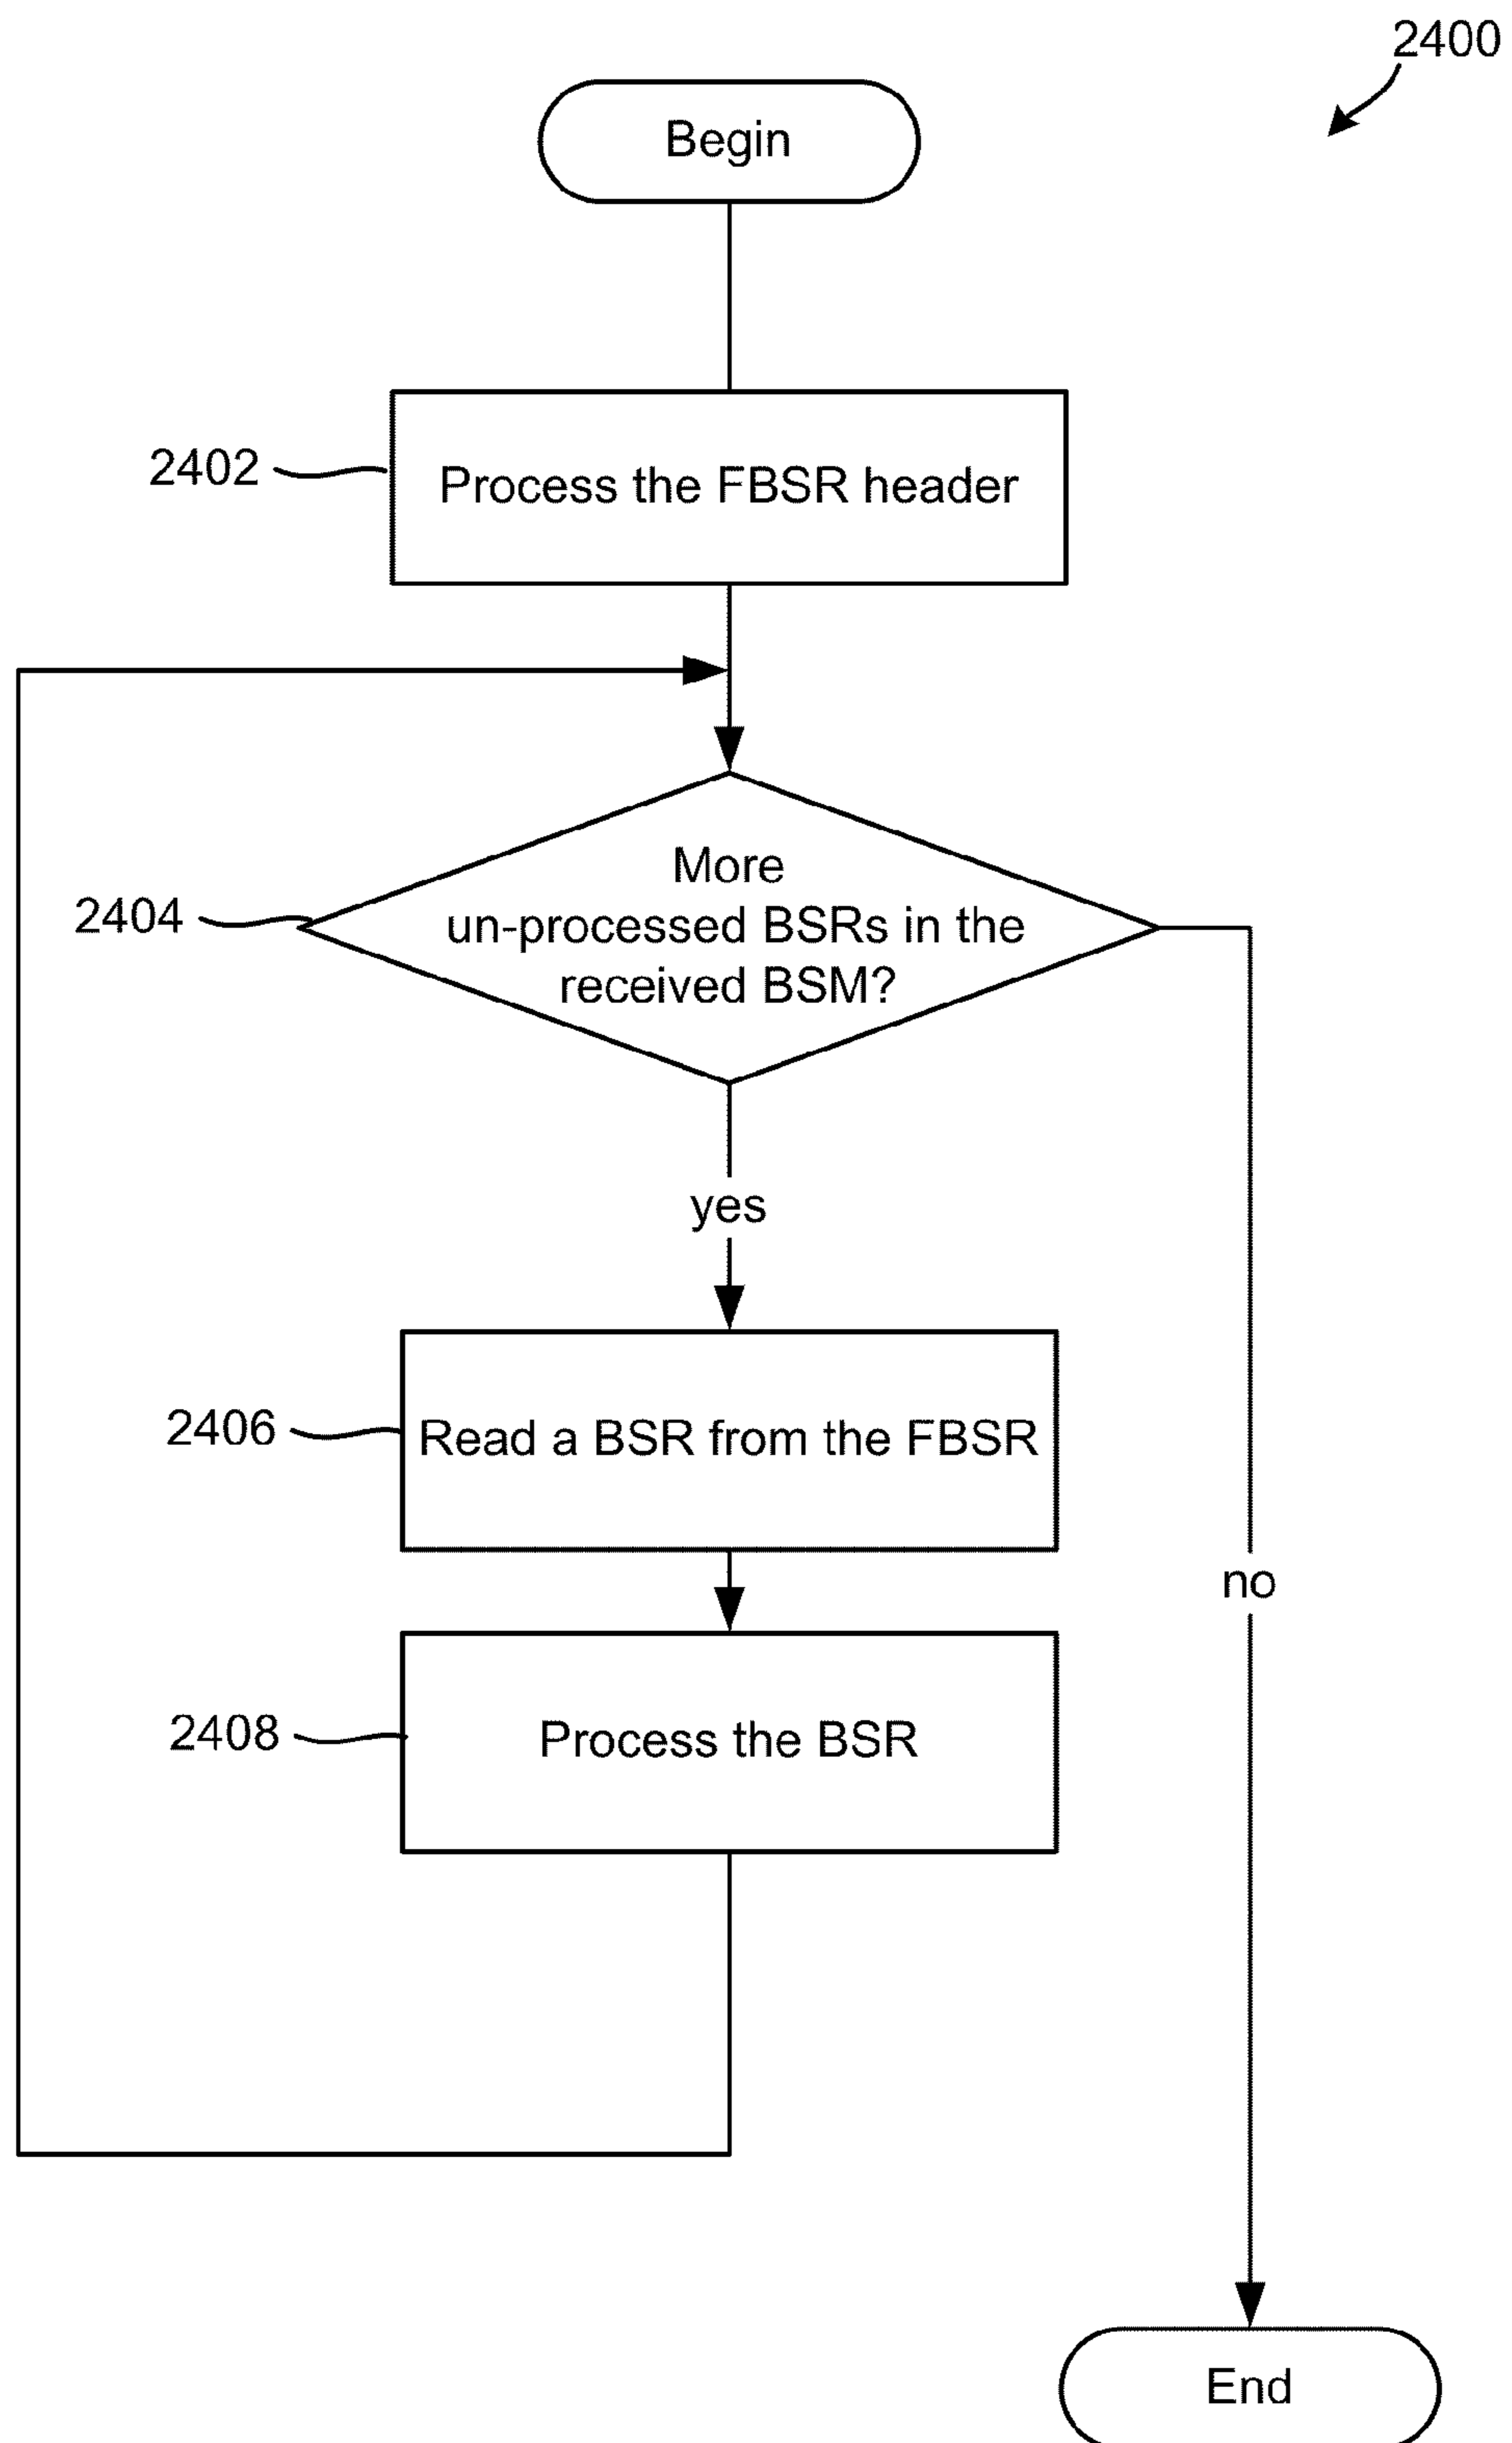 2400
Begin
2402
Process the FBSR header
2404
More
un-processed BSRs in the
received BSM?
yes
2406
Read a BSR from the FBSR
no
2408
Process the BSR
End